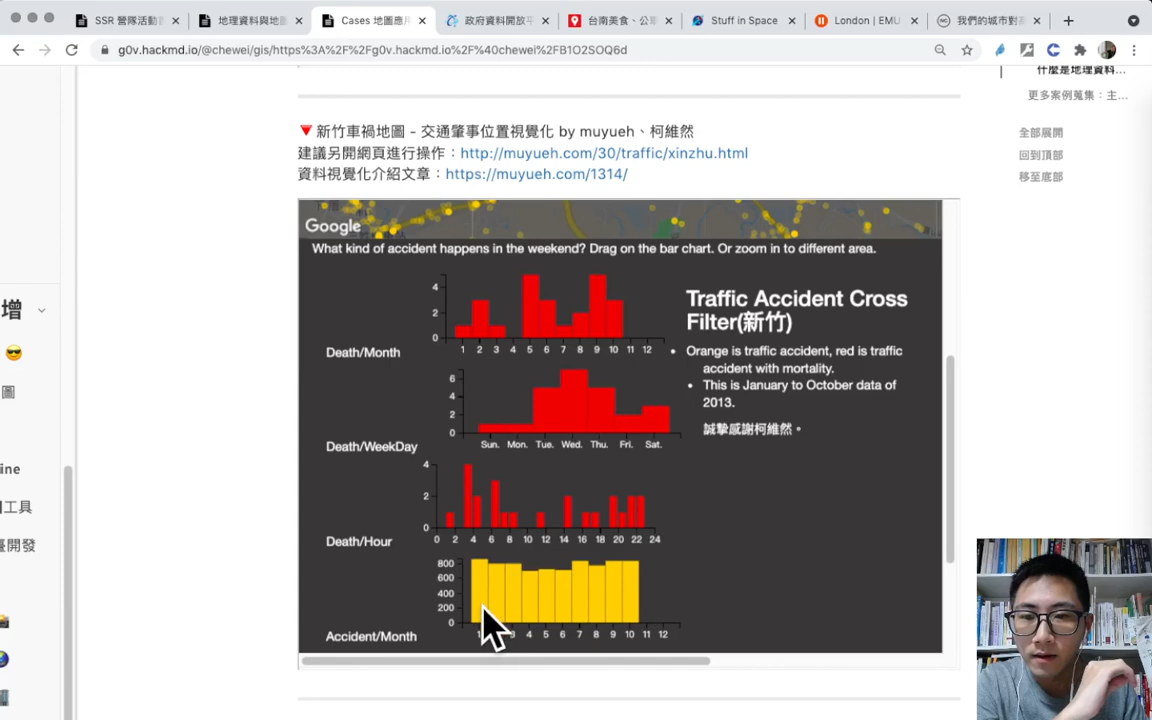 SSR 營隊活動
地理資料與地
Cases 地圖應
政府資料開放平
台南美食、公
Stuff in Space
London | EMU
我們的城市對
g0v.hackmd.io/@chewei/gis/https%3A%2F%2Fg0v.hackmd.io%2F%40chewei%2FB1O2SOQ6d
什麼是地理資料...
更多案例蒐集：主...
全部展開
回到頂部
移至底部
增
圖
ine
工具
開發
🔻新竹車禍地圖 - 交通肇事位置視覺化 by muyueh、柯維然
建議另開網頁進行操作：http://muyueh.com/30/traffic/xinzhu.html
資料視覺化介紹文章：https://muyueh.com/1314/
Google
What kind of accident happens in the weekend? Drag on the bar chart. Or zoom in to different area.
4
2
0
1 2 3 4 5 6 7 8 9 10 11 12
Death/Month
6
4
2
0
Sun. Mon. Tue. Wed. Thu. Fri. Sat.
Death/WeekDay
4
2
0
0 2 4 6 8 10 12 14 16 18 20 22 24
Death/Hour
800
600
400
200
0
3 4 5 6 7 8 9 10 11 12
Accident/Month
Traffic Accident Cross
Filter(新竹)
• Orange is traffic accident, red is traffic
accident with mortality.
• This is January to October data of
2013.
誠摯感謝柯維然。